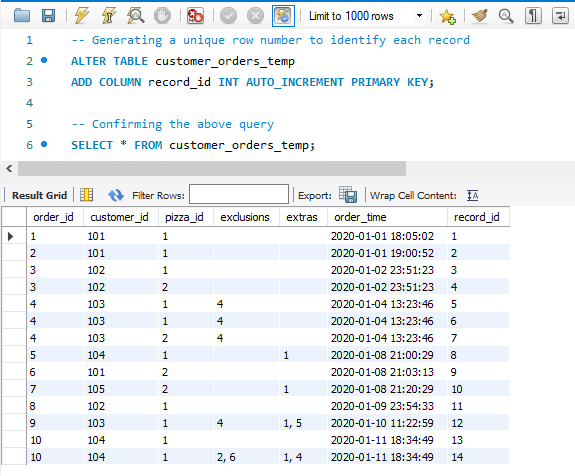 Limit to 1000 rows
1 -- Generating a unique row number to identify each record
2 ALTER TABLE customer_orders_temp
3 ADD COLUMN record_id INT AUTO_INCREMENT PRIMARY KEY;
4
5 -- Confirming the above query
6 SELECT * FROM customer_orders_temp;
Result Grid Filter Rows: Export: Wrap Cell Content: IA
order_id customer_id pizza_id exclusions extras order_time record_id
1 101 1 2020-01-01 18:05:02 1
2 101 1 2020-01-01 19:00:52 2
3 102 1 2020-01-02 23:51:23 3
3 102 2 2020-01-02 23:51:23 4
4 103 1 4 2020-01-04 13:23:46 5
4 103 1 4 2020-01-04 13:23:46 6
4 103 2 4 2020-01-04 13:23:46 7
5 104 1 1 2020-01-08 21:00:29 8
6 101 2 2020-01-08 21:03:13 9
7 105 2 1 2020-01-08 21:20:29 10
8 102 1 2020-01-09 23:54:33 11
9 103 1 4 1, 5 2020-01-10 11:22:59 12
10 104 1 2020-01-11 18:34:49 13
10 104 1 2, 6 1, 4 2020-01-11 18:34:49 14